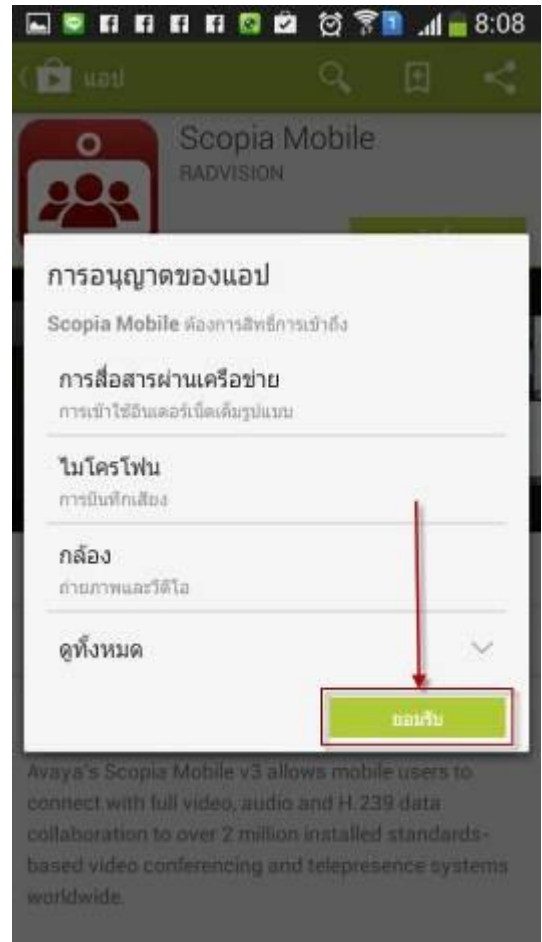 8:08
แอป
Scopia Mobile
RADVISION
การอนุญาตของแอป
Scopia Mobile ต้องการสิทธิ์การเข้าถึง
การสื่อสารผ่านเครือข่าย
การเข้าใช้อินเตอร์เน็ตเต็มรูปแบบ
ไมโครโฟน
การบันทึกเสียง
กล้อง
ถ่ายภาพและวีดีโอ
ดูทั้งหมด
ยอมรับ
Avaya's Scopia Mobile v3 allows mobile users to
connect with full video, audio and H.239 data
collaboration to over 2 million installed standards-
based video conferencing and telepresence systems
worldwide.